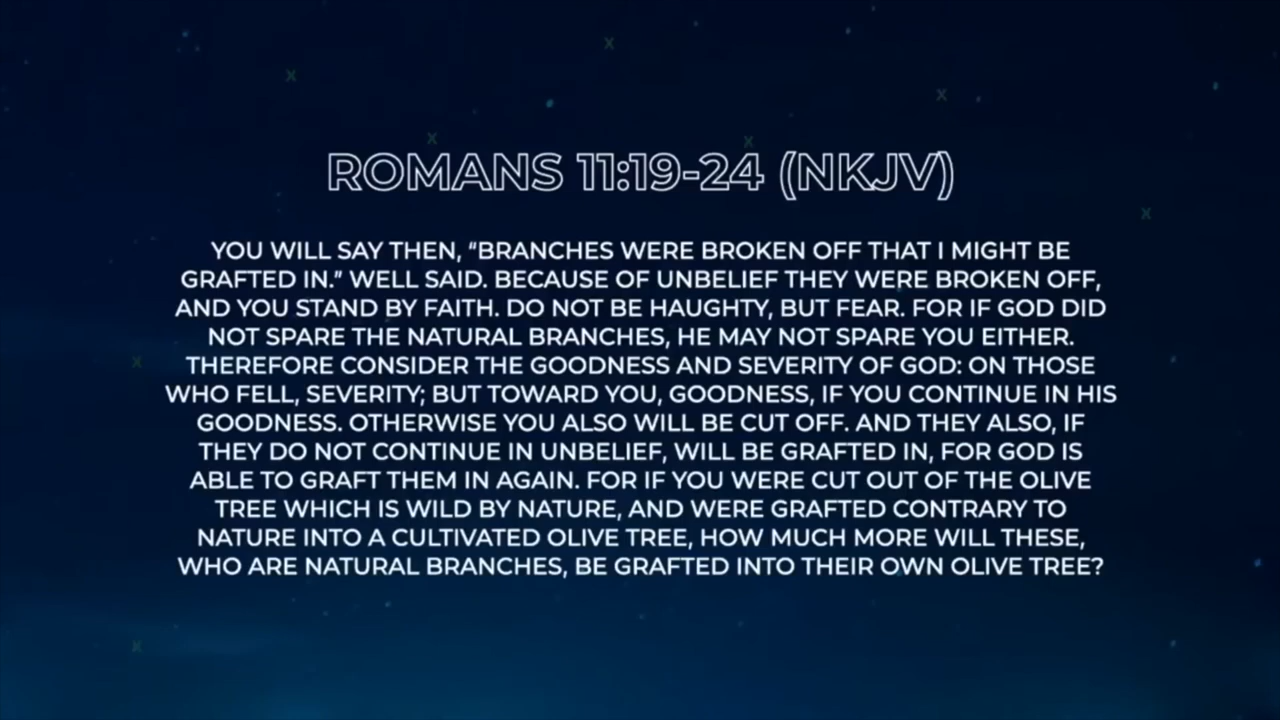 ROMANS 11:19-24 (NKJV)
YOU WILL SAY THEN, “BRANCHES WERE BROKEN OFF THAT I MIGHT BE
GRAFTED IN.” WELL SAID. BECAUSE OF UNBELIEF THEY WERE BROKEN OFF,
AND YOU STAND BY FAITH. DO NOT BE HAUGHTY, BUT FEAR. FOR IF GOD DID
NOT SPARE THE NATURAL BRANCHES, HE MAY NOT SPARE YOU EITHER.
THEREFORE CONSIDER THE GOODNESS AND SEVERITY OF GOD: ON THOSE
WHO FELL, SEVERITY; BUT TOWARD YOU, GOODNESS, IF YOU CONTINUE IN HIS
GOODNESS. OTHERWISE YOU ALSO WILL BE CUT OFF. AND THEY ALSO, IF
THEY DO NOT CONTINUE IN UNBELIEF, WILL BE GRAFTED IN, FOR GOD IS
ABLE TO GRAFT THEM IN AGAIN. FOR IF YOU WERE CUT OUT OF THE OLIVE
TREE WHICH IS WILD BY NATURE, AND WERE GRAFTED CONTRARY TO
NATURE INTO A CULTIVATED OLIVE TREE, HOW MUCH MORE WILL THESE,
WHO ARE NATURAL BRANCHES, BE GRAFTED INTO THEIR OWN OLIVE TREE?